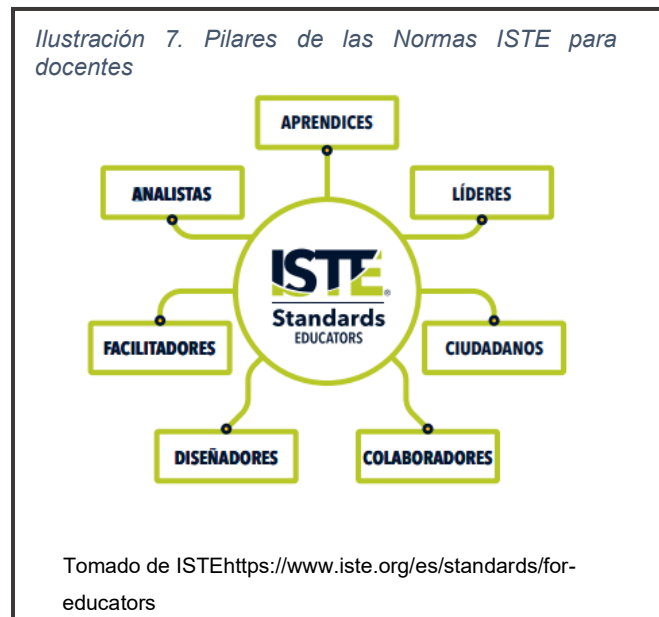 Ilustración 7. Pilares de las Normas ISTE para
docentes
APRENDICES
ANALISTAS
LÍDERES
ISTE®
Standards
EDUCATORS
FACILITADORES
CIUDADANOS
DISEÑADORES
COLABORADORES
Tomado de ISTEhttps://www.iste.org/es/standards/for-
educators